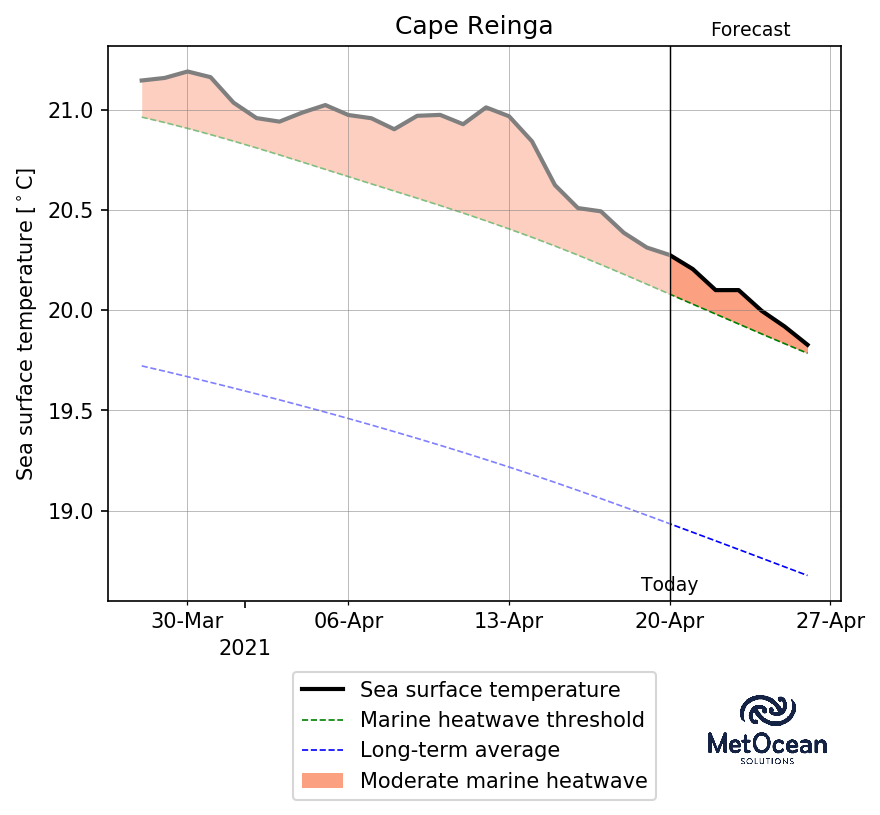 Cape Reinga
Forecast
Sea surface temperature [°C]
21.0
20.5
20.0
19.5
19.0
Today
30-Mar 06-Apr 13-Apr 20-Apr 27-Apr
2021
Sea surface temperature
Marine heatwave threshold
Long-term average
Moderate marine heatwave
MetOcean
SOLUTIONS